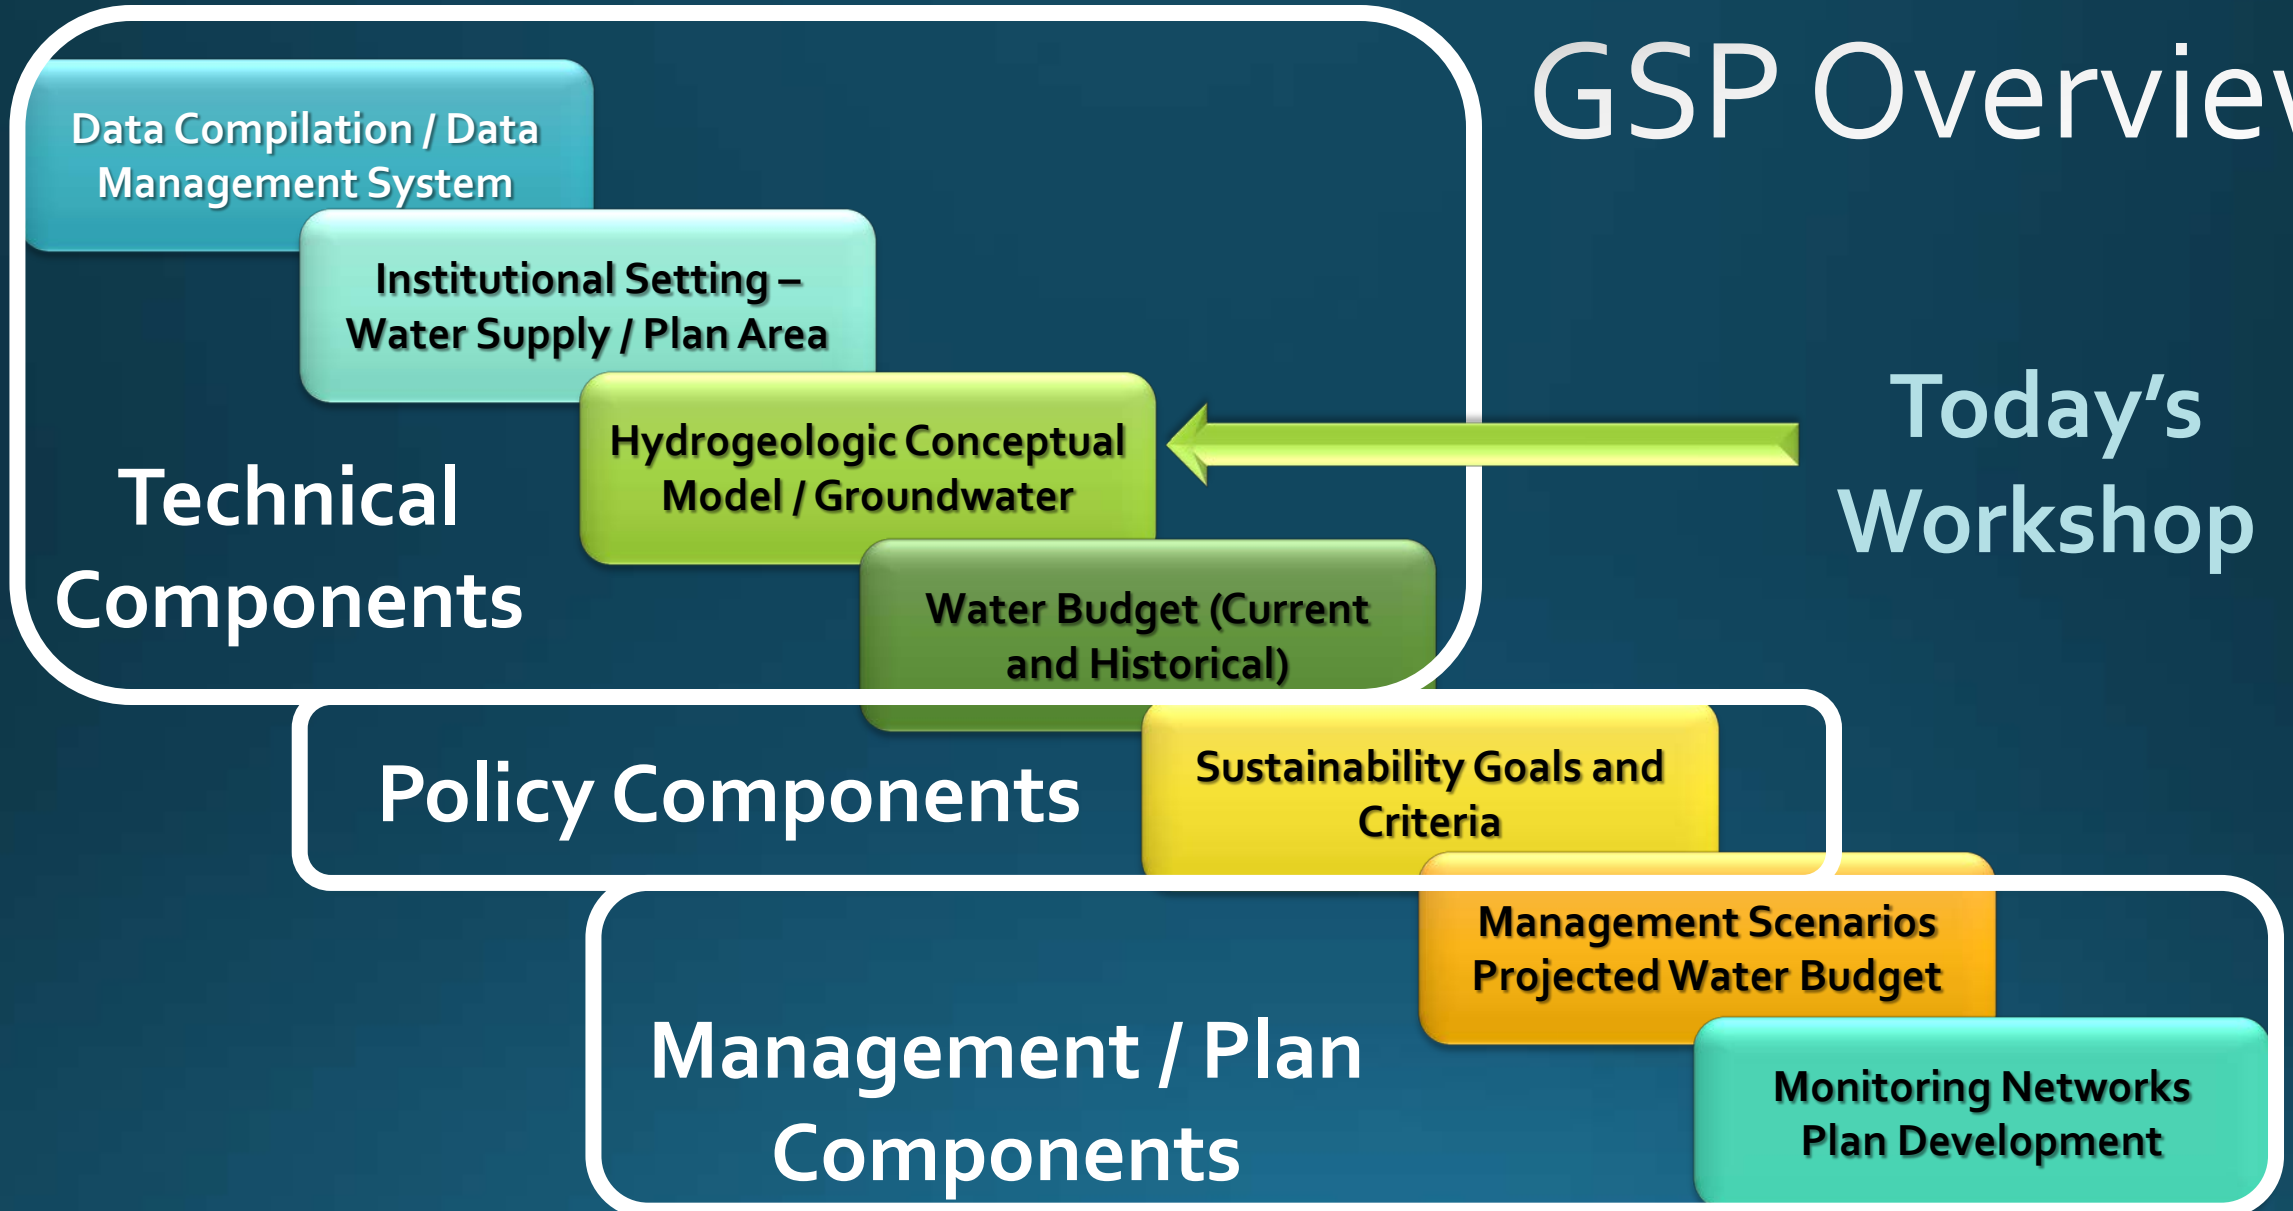 GSP Overview
Data Compilation / Data
Management System
Institutional Setting –
Water Supply / Plan Area
Hydrogeologic Conceptual
Model / Groundwater
Today’s
Workshop
Technical
Components
Water Budget (Current
and Historical)
Policy Components
Sustainability Goals and
Criteria
Management Scenarios
Projected Water Budget
Management / Plan
Components
Monitoring Networks
Plan Development